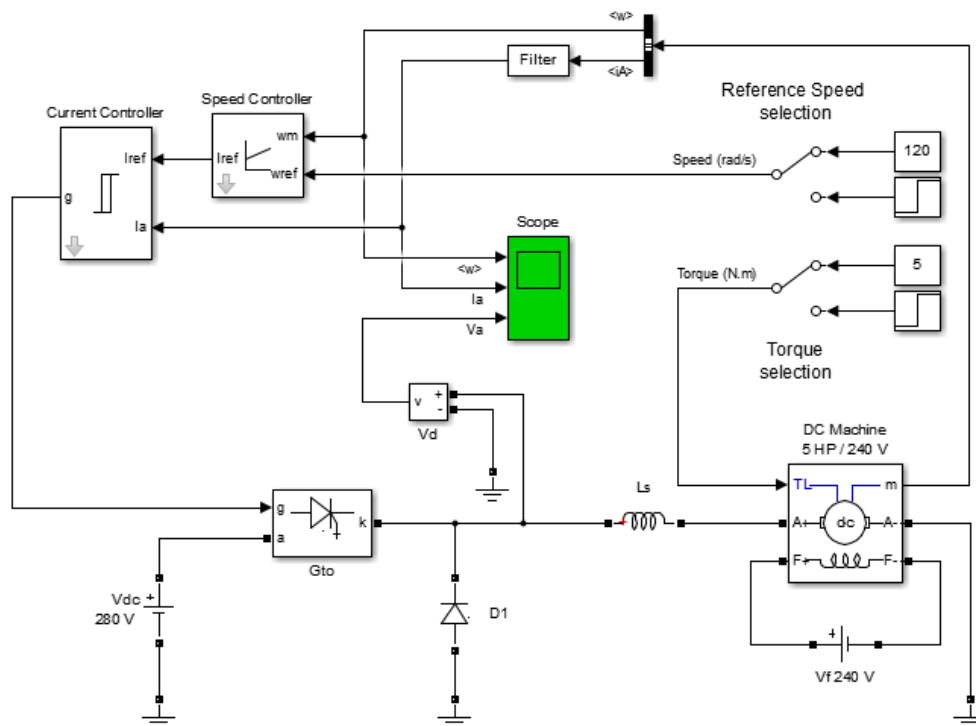 <w>
Filter
<iA>
Speed Controller
Current Controller
Reference Speed
selection
wm
Iref
Iref
wref
Speed (rad/s)
120
g
Ia
Scope
<w>
Ia
Va
Torque (N.m)
5
Torque
selection
v
+
-
Vd
DC Machine
5 HP / 240 V
TL
m
Ls
g
a
k
+
A+
dc
A-
F+
F-
Gto
Vdc
+
280 V
D1
+
Vf 240 V